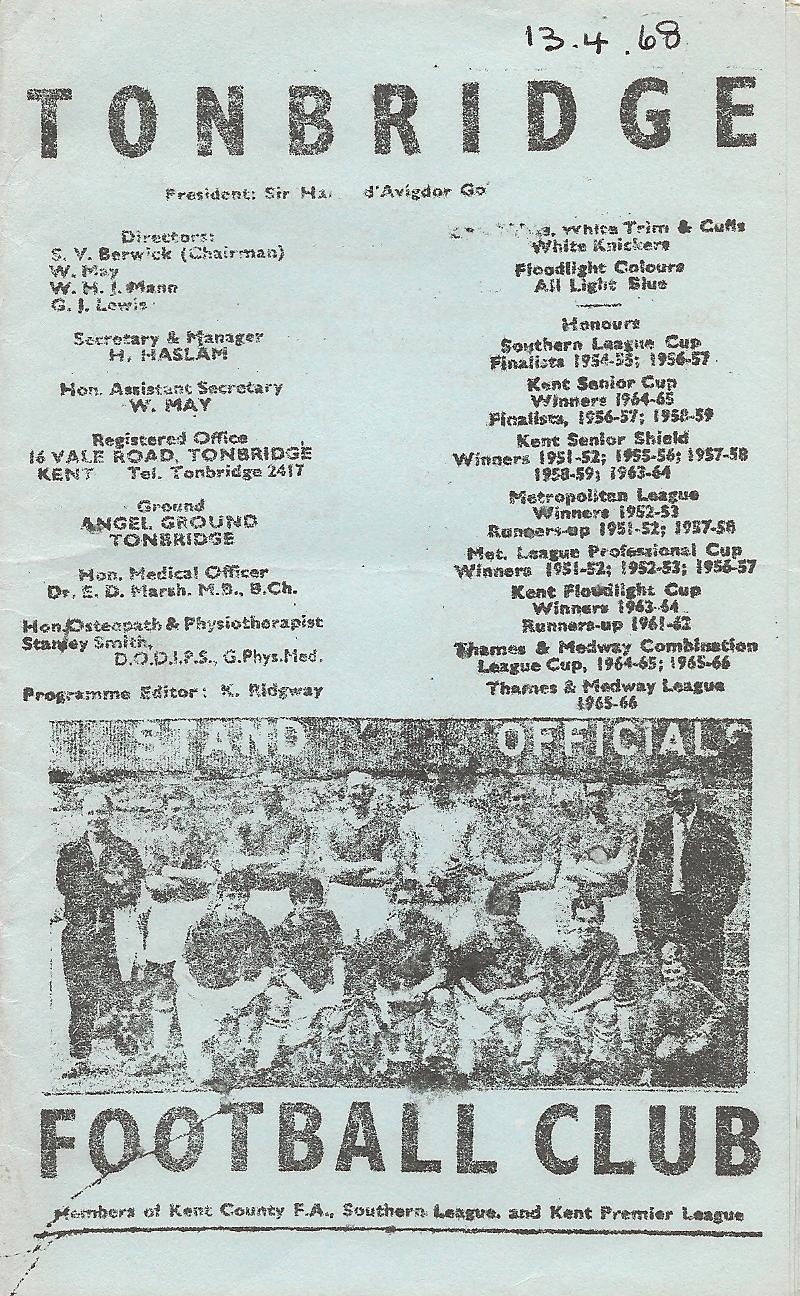 13.4.68
TONBRIDGE
President: Sir d'Avigdor
Directors:
S. V. Berwick (Chairman)
W. May
W. H. J. Mann
G. J. Lewis
Secretary & Manager
H. HASLAM
Hon. Assistant Secretary
W. MAY
Registered Office
16 VALE ROAD, TONBRIDGE
KENT Tel. Tonbridge 2417
Ground
ANGEL GROUND
TONBRIDGE
Hon. Medical Officer
Dr. E. D. Marsh. M.B., B.Ch.
Hon. Osteopath & Physiotherapist
Stanley Smith,
D.O.D.I.P.S., G.Phys.Med.
Programme Editor: K. Ridgway
White Trim & Cuffs
White Knickers
Floodlight Colours
All Light Blue
Honours
Southern League Cup
Finalists 1954-55; 1956-57
Kent Senior Cup
Winners 1964-65
Finalists, 1956-57; 1958-59
Kent Senior Shield
Winners 1951-52; 1955-56; 1957-58
1958-59; 1963-64
Metropolitan League
Winners 1952-53
Runners-up 1951-52; 1957-58
Met. League Professional Cup
Winners 1951-52; 1952-53; 1956-57
Kent Floodlight Cup
Winners 1963-64
Runners-up 1961-62
Thames & Medway Combination
League Cup, 1964-65; 1965-66
Thames & Medway League
1965-66
STAND OFFICIALS
FOOTBALL CLUB
Members of Kent County F.A., Southern League, and Kent Premier League